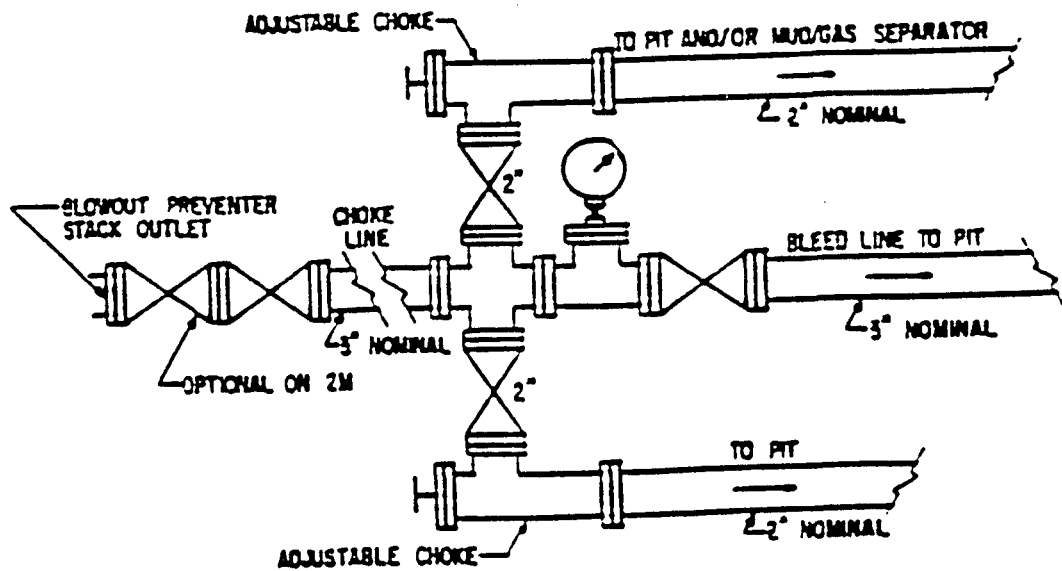 ADJUSTABLE CHOKE
TO PIT AND/OR MUD/GAS SEPARATOR
2" NOMINAL
2"
BLOWOUT PREVENTER
STACK OUTLET
CHOKE
LINE
BLEED LINE TO PIT
3" NOMINAL
3" NOMINAL
OPTIONAL ON 2M
2"
TO PIT
2" NOMINAL
ADJUSTABLE CHOKE